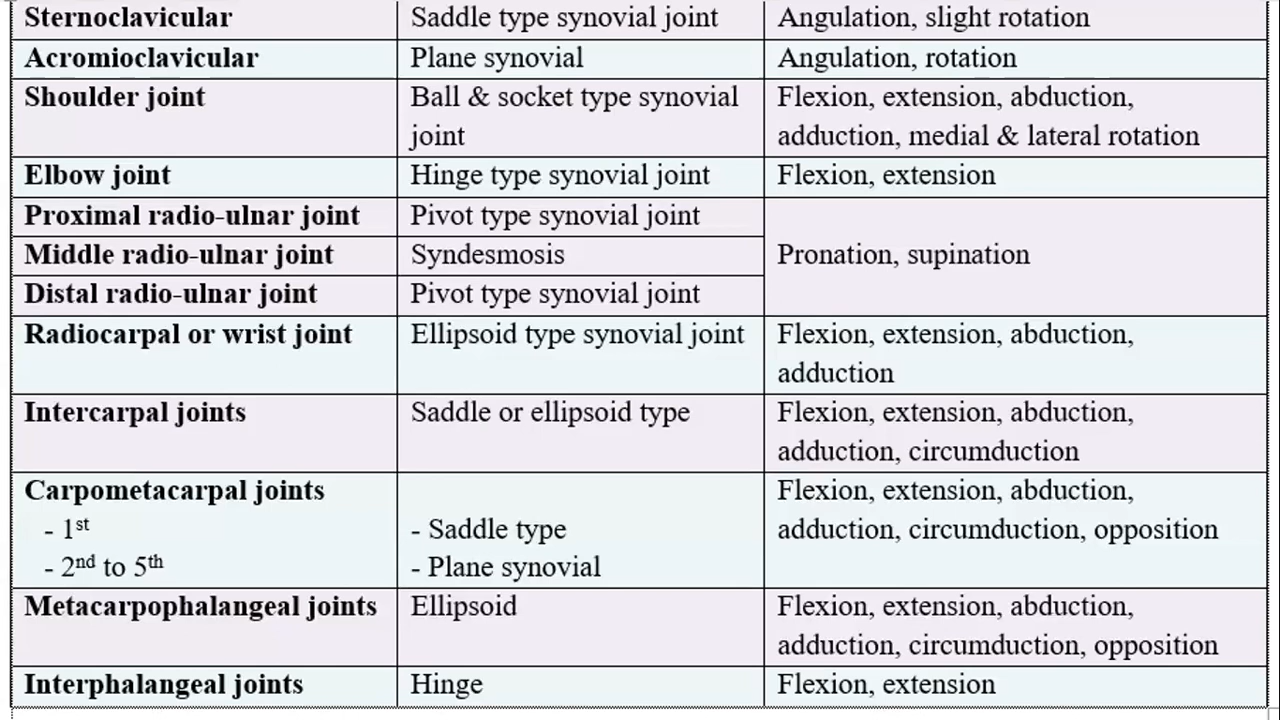 Sternoclavicular Saddle type synovial joint Angulation, slight rotation
Acromioclavicular Plane synovial Angulation, rotation
Shoulder joint Ball & socket type synovial Flexion, extension, abduction,
joint adduction, medial & lateral rotation
Elbow joint Hinge type synovial joint Flexion, extension
Proximal radio-ulnar joint Pivot type synovial joint
Middle radio-ulnar joint Syndesmosis Pronation, supination
Distal radio-ulnar joint Pivot type synovial joint
Radiocarpal or wrist joint Ellipsoid type synovial joint Flexion, extension, abduction,
adduction
Intercarpal joints Saddle or ellipsoid type Flexion, extension, abduction,
adduction, circumduction
Carpometacarpal joints Flexion, extension, abduction,
- 1st - Saddle type adduction, circumduction, opposition
- 2nd to 5th - Plane synovial
Metacarpophalangeal joints Ellipsoid Flexion, extension, abduction,
adduction, circumduction, opposition
Interphalangeal joints Hinge Flexion, extension